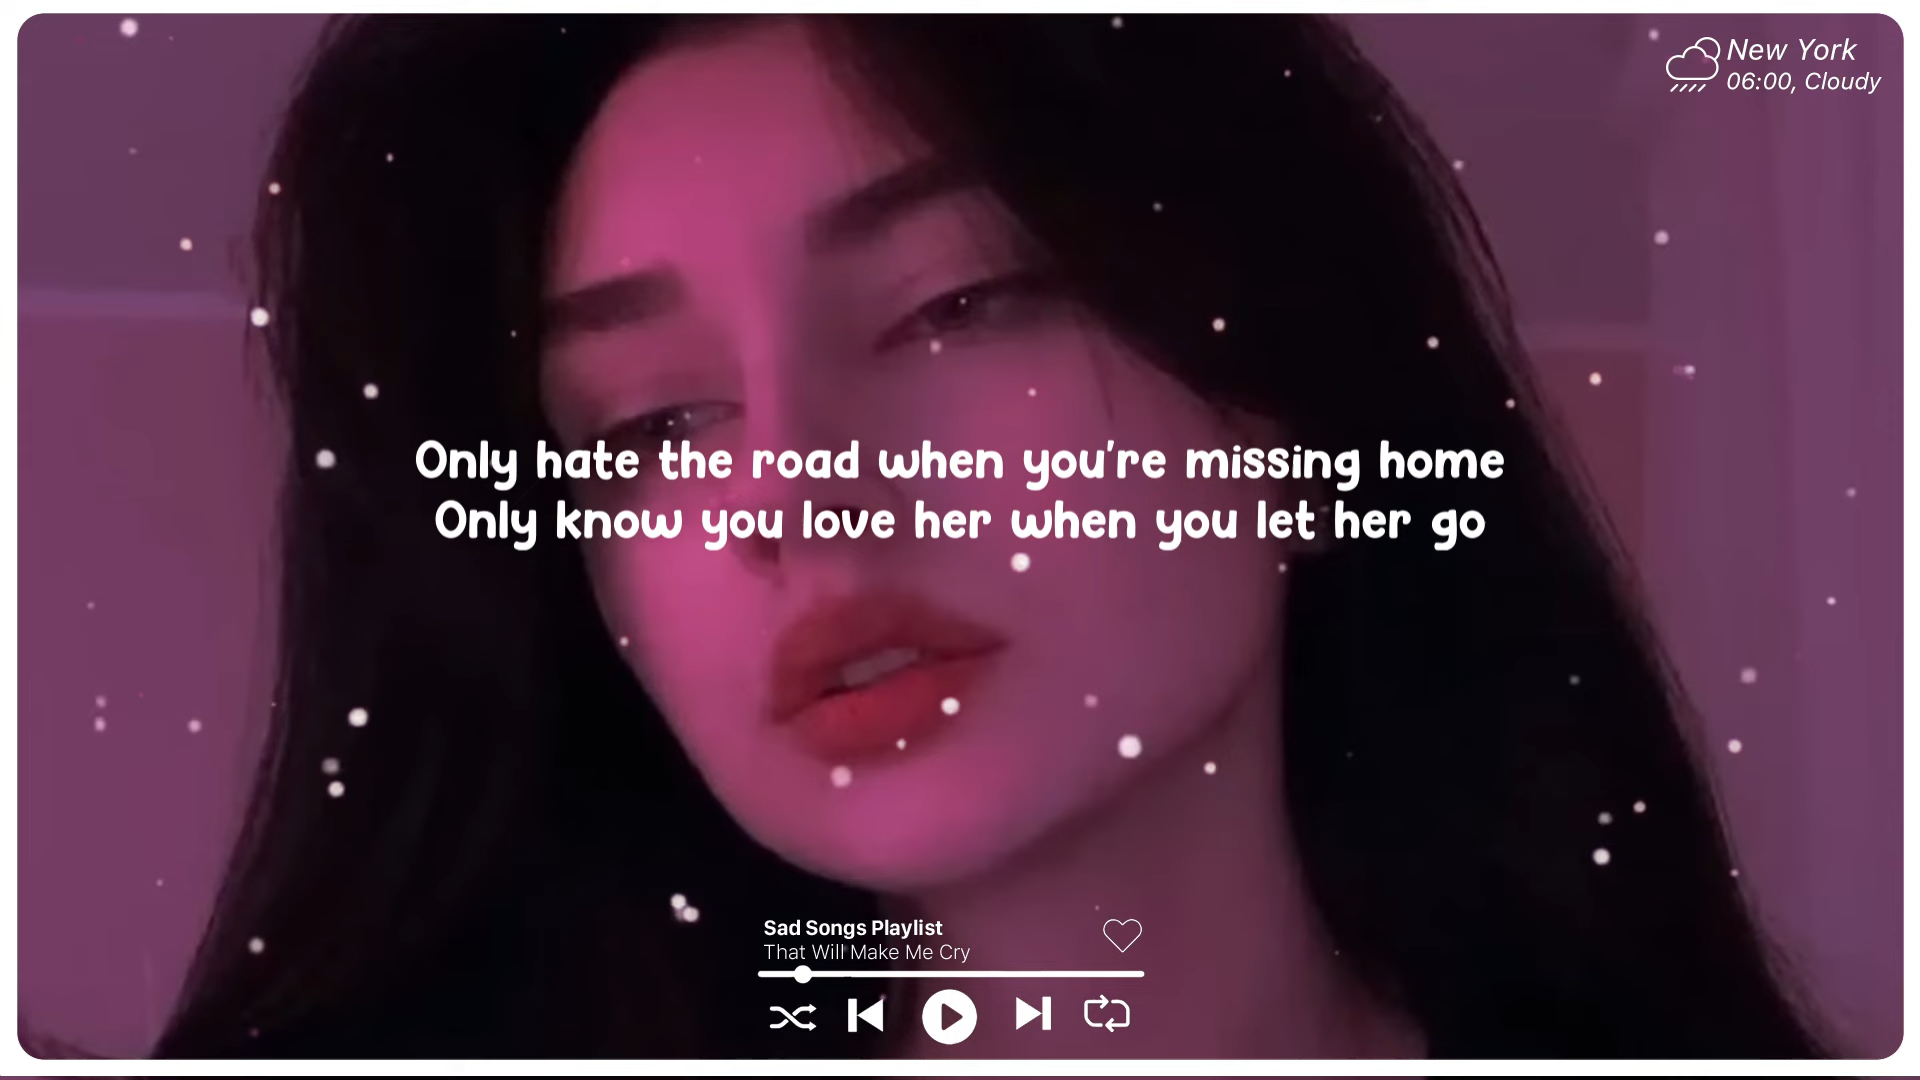 New York
06:00, Cloudy
Only hate the road when you're missing home
Only know you love her when you let her go
Sad Songs Playlist
That Will Make Me Cry